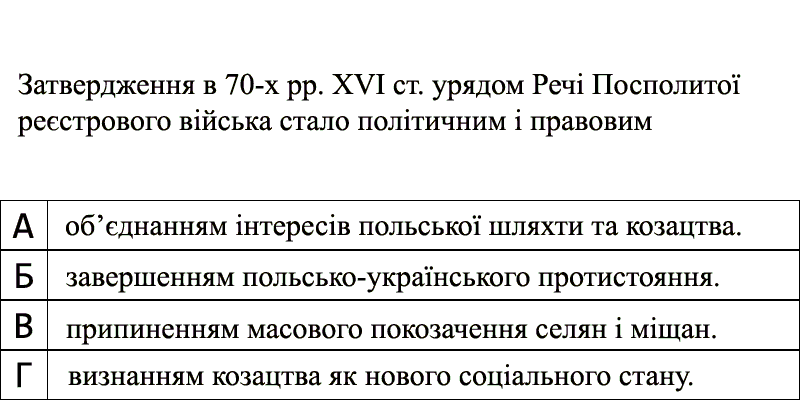 Затвердження в 70-х рр. XVI ст. урядом Речі Посполитої
реєстрового війська стало політичним і правовим
А об’єднанням інтересів польської шляхти та козацтва.
Б завершенням польсько-українського протистояння.
В припиненням масового покозачення селян і міщан.
Г визнанням козацтва як нового соціального стану.